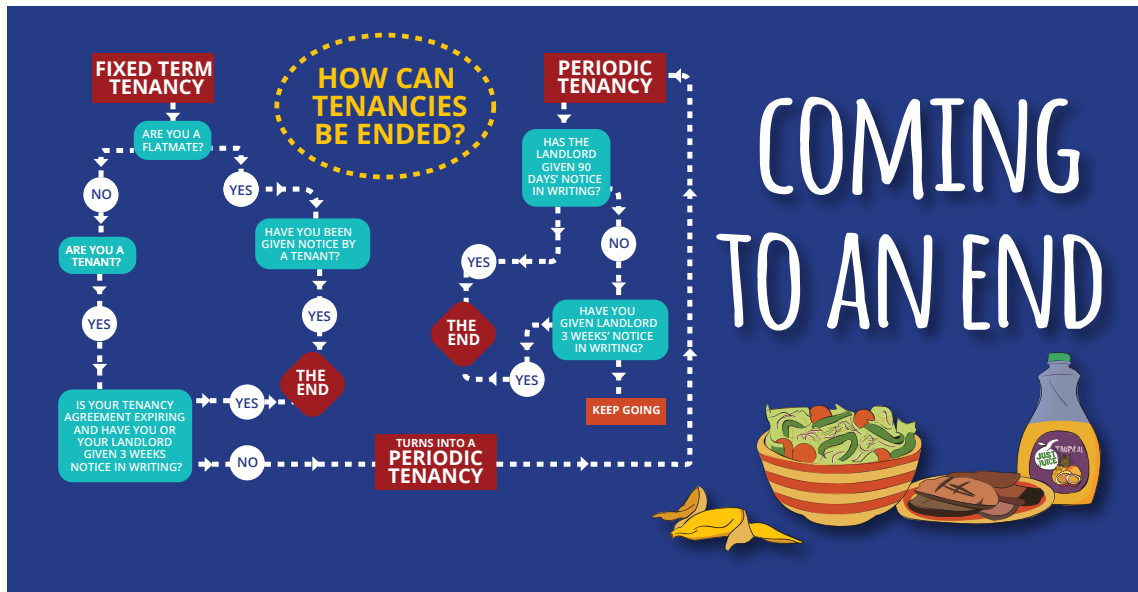 FIXED TERM
TENANCY
ARE YOU A
FLATMATE?
NO
YES
ARE YOU A
TENANT?
HAVE YOU BEEN
GIVEN NOTICE BY
A TENANT?
YES
YES
THE
END
IS YOUR TENANCY
AGREEMENT EXPIRING
AND HAVE YOU OR
YOUR LANDLORD
GIVEN 3 WEEKS
NOTICE IN WRITING?
YES
NO
TURNS INTO A
PERIODIC
TENANCY
HOW CAN
TENANCIES
BE ENDED?
PERIODIC
TENANCY
HAS THE
LANDLORD
GIVEN 90
DAYS' NOTICE
IN WRITING?
YES
NO
THE
END
HAVE YOU
GIVEN LANDLORD
3 WEEKS' NOTICE
IN WRITING?
YES
KEEP GOING
COMING
TO AN END
JUST
JUICE
TROPICAL